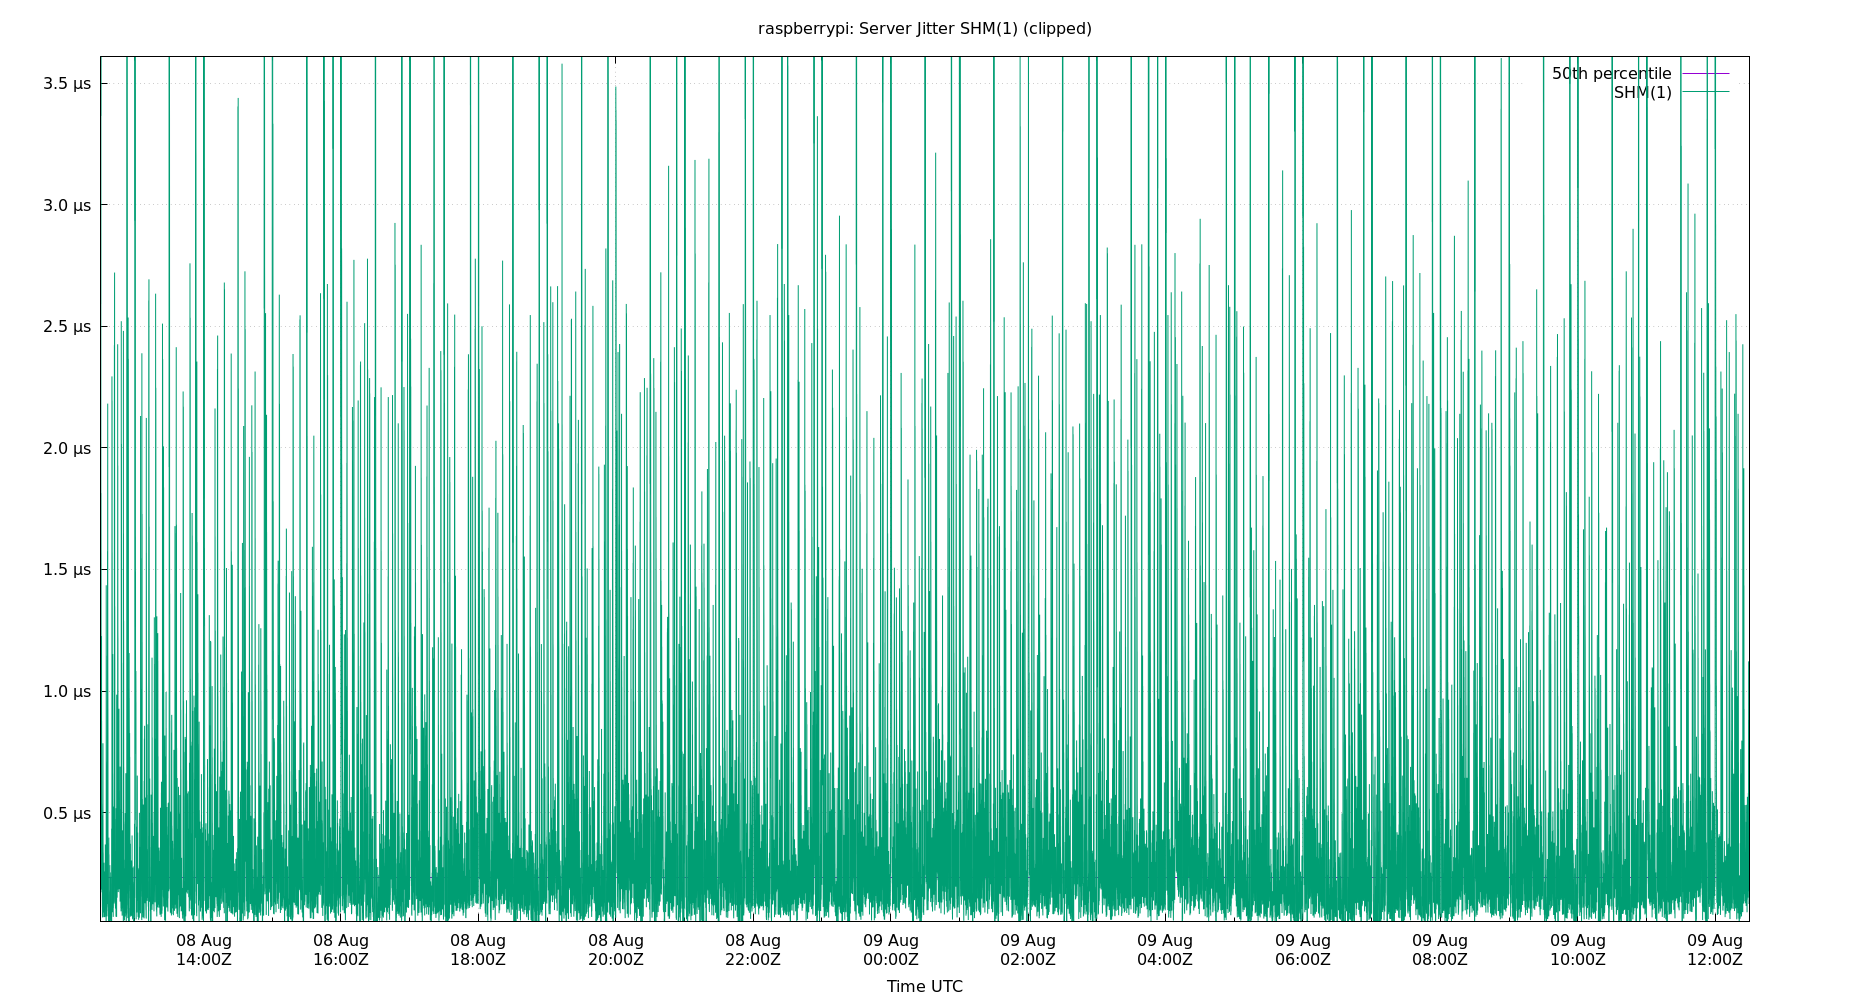 raspberrypi: Server Jitter SHM(1) (clipped)
50th percentile
SHM(1)
3.5 µs
3.0 µs
2.5 µs
2.0 µs
1.5 µs
1.0 µs
0.5 µs
08 Aug 08 Aug 08 Aug 08 Aug 08 Aug 09 Aug 09 Aug 09 Aug 09 Aug 09 Aug 09 Aug 09 Aug
14:00Z 16:00Z 18:00Z 20:00Z 22:00Z 00:00Z 02:00Z 04:00Z 06:00Z 08:00Z 10:00Z 12:00Z
Time UTC